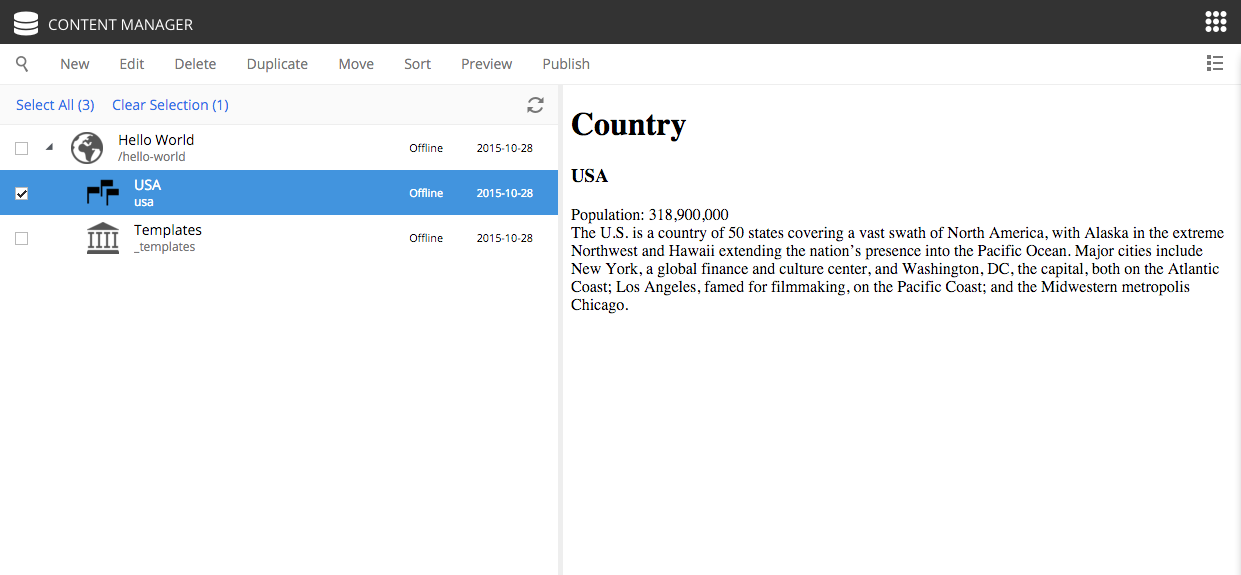 CONTENT MANAGER
New Edit Delete Duplicate Move Sort Preview Publish
Select All (3) Clear Selection (1)
Hello World
/hello-world
Offline 2015-10-28
USA
usa
Offline 2015-10-28
Templates
_templates
Offline 2015-10-28
Country
USA
Population: 318,900,000
The U.S. is a country of 50 states covering a vast swath of North America, with Alaska in the extreme
Northwest and Hawaii extending the nation’s presence into the Pacific Ocean. Major cities include
New York, a global finance and culture center, and Washington, DC, the capital, both on the Atlantic
Coast; Los Angeles, famed for filmmaking, on the Pacific Coast; and the Midwestern metropolis
Chicago.